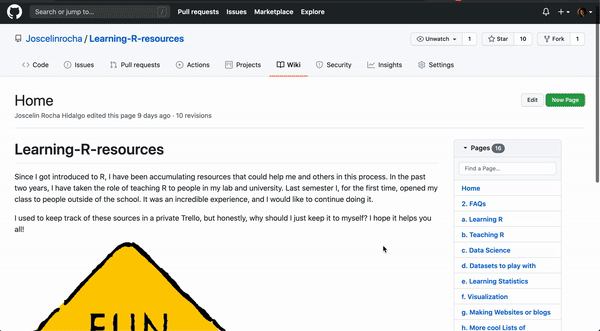 Search or jump to... / Pull requests Issues Marketplace Explore
Joscelinrocha / Learning-R-resources Unwatch 1 Star 10 Fork 1
Code Issues Pull requests Actions Projects Wiki Security Insights Settings
Home Edit New Page
Joscelin Rocha Hidalgo edited this page 9 days ago · 10 revisions
Learning-R-resources
Since I got introduced to R, I have been accumulating resources that could help me and others in this process. In the past
two years, I have taken the role of teaching R to people in my lab and university. Last semester I, for the first time, opened my
class to people outside of the school. It was an incredible experience, and I would like to continue doing it.
I used to keep track of these sources in a private Trello, but honestly, why should I just keep it to myself? I hope it helps you
all!
FUN
Pages 16
Find a Page...
Home
2. FAQs
a. Learning R
b. Teaching R
c. Data Science
d. Datasets to play with
e. Learning Statistics
f. Visualization
g. Making Websites or blogs
h. More cool Lists of